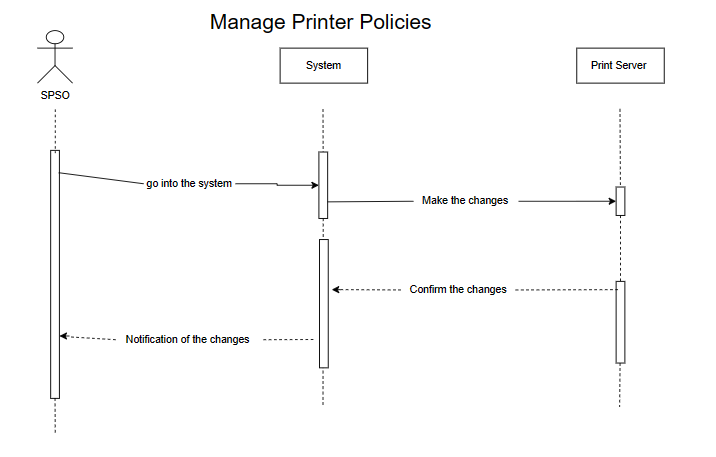 Manage Printer Policies
System
Print Server
SPSO
go into the system
Make the changes
Confirm the changes
Notification of the changes